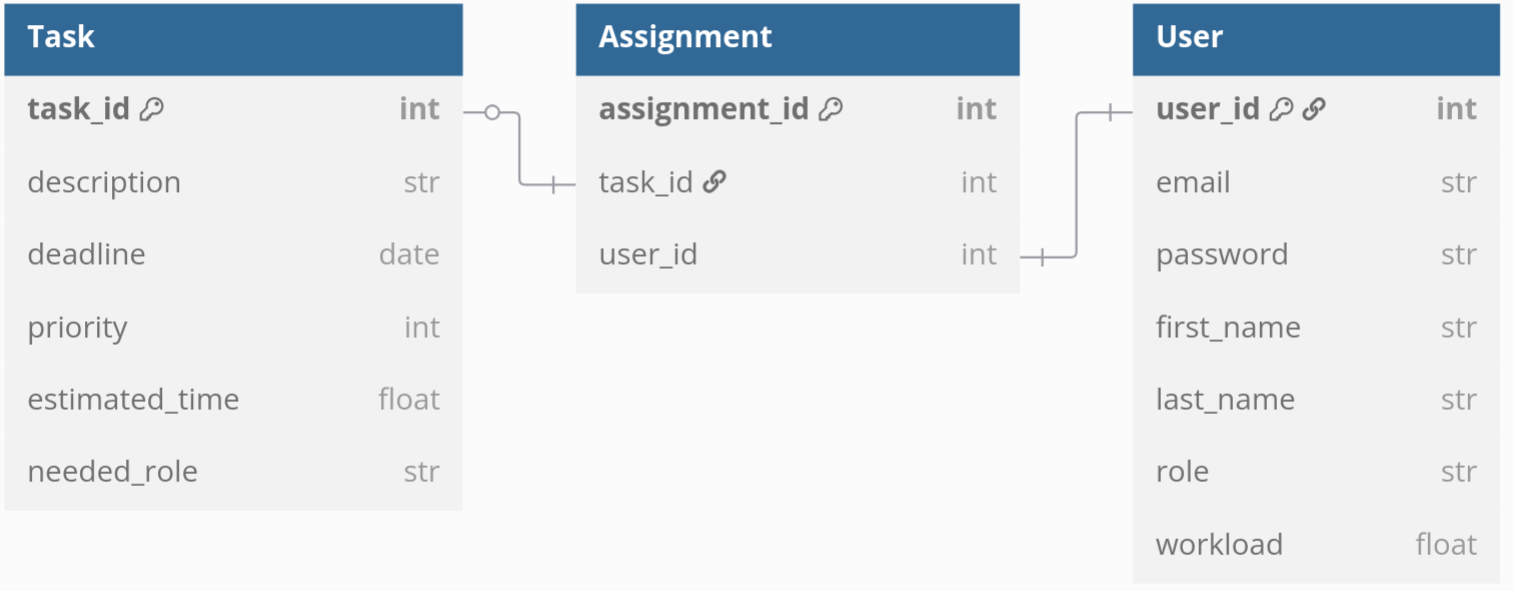 Task
task_id int
description str
deadline date
priority int
estimated_time float
needed_role str
Assignment
assignment_id int
task_id int
user_id int
User
user_id int
email str
password str
first_name str
last_name str
role str
workload float